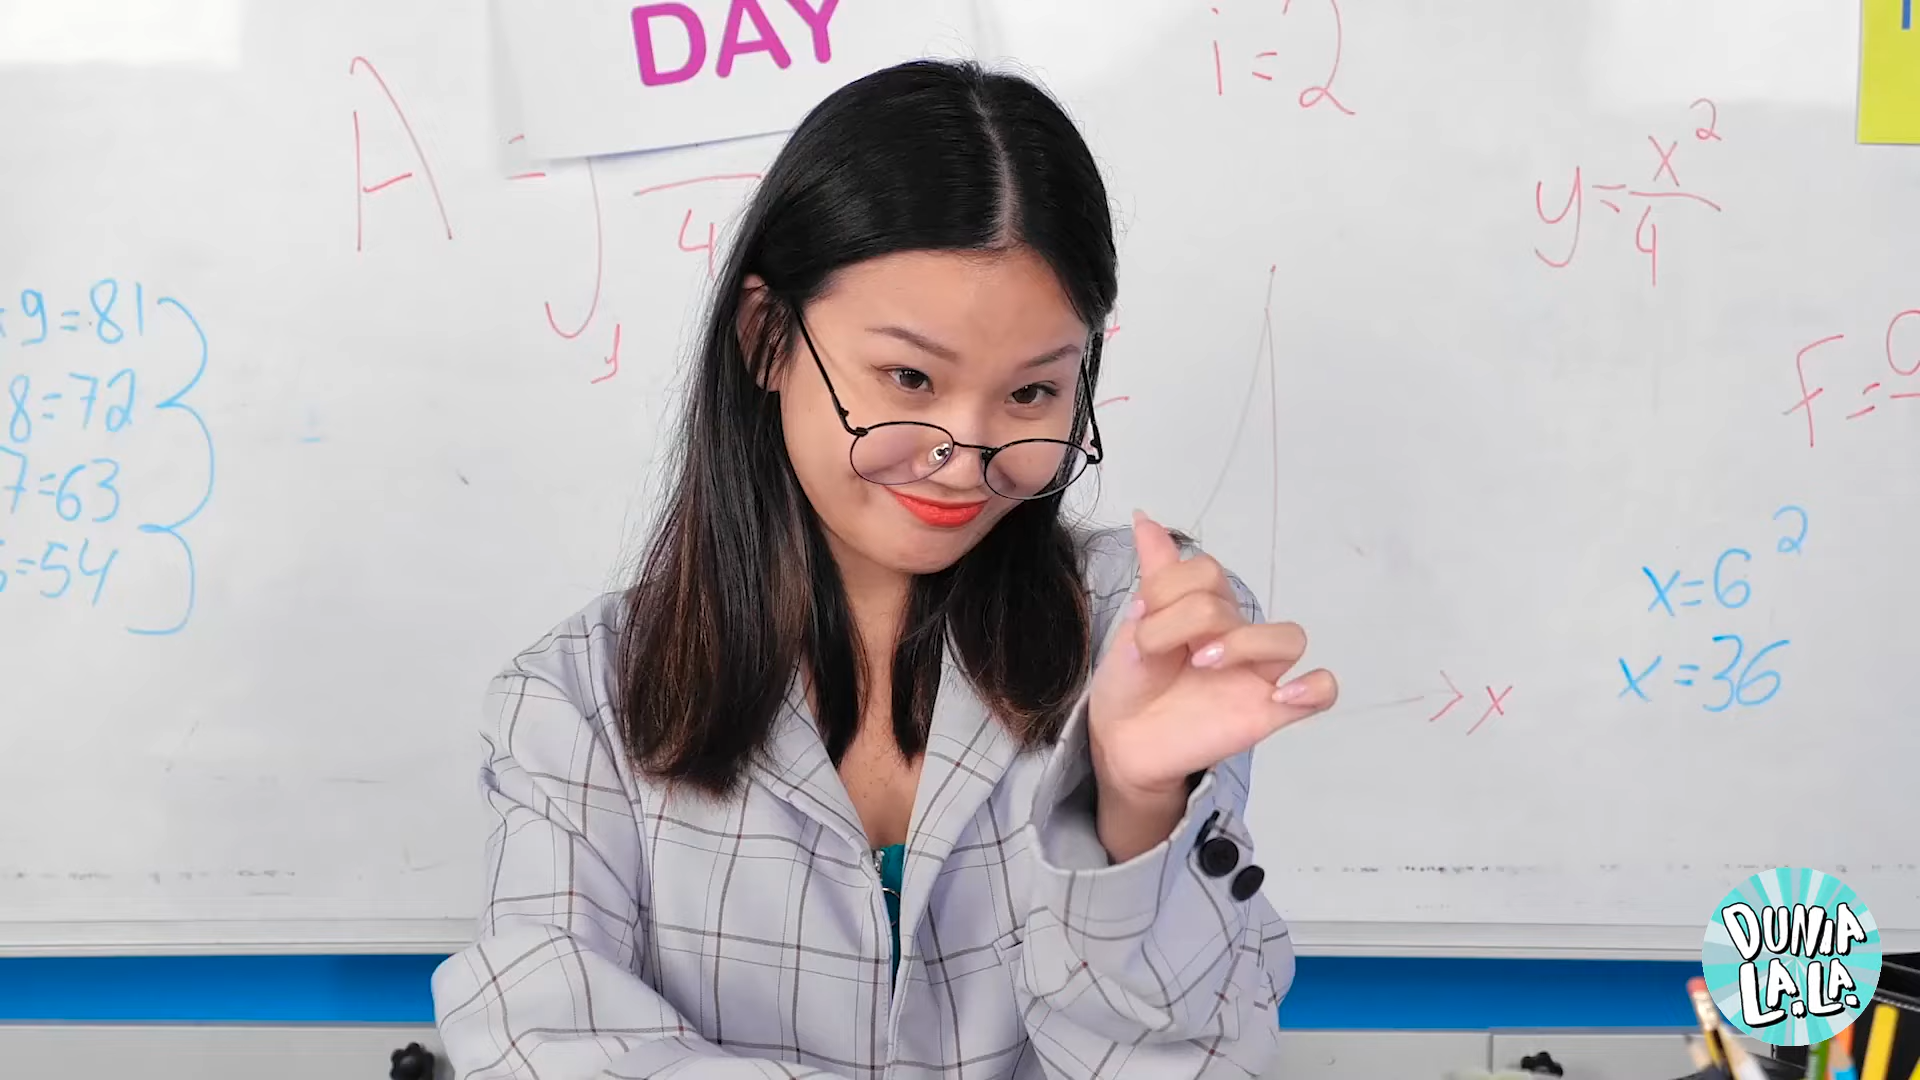 DAY
i=2
A =
4
y=x²/4
9=81
8=72
7=63
=54
F=
x=6²
x=36
x
DUNIA
LA.LA.